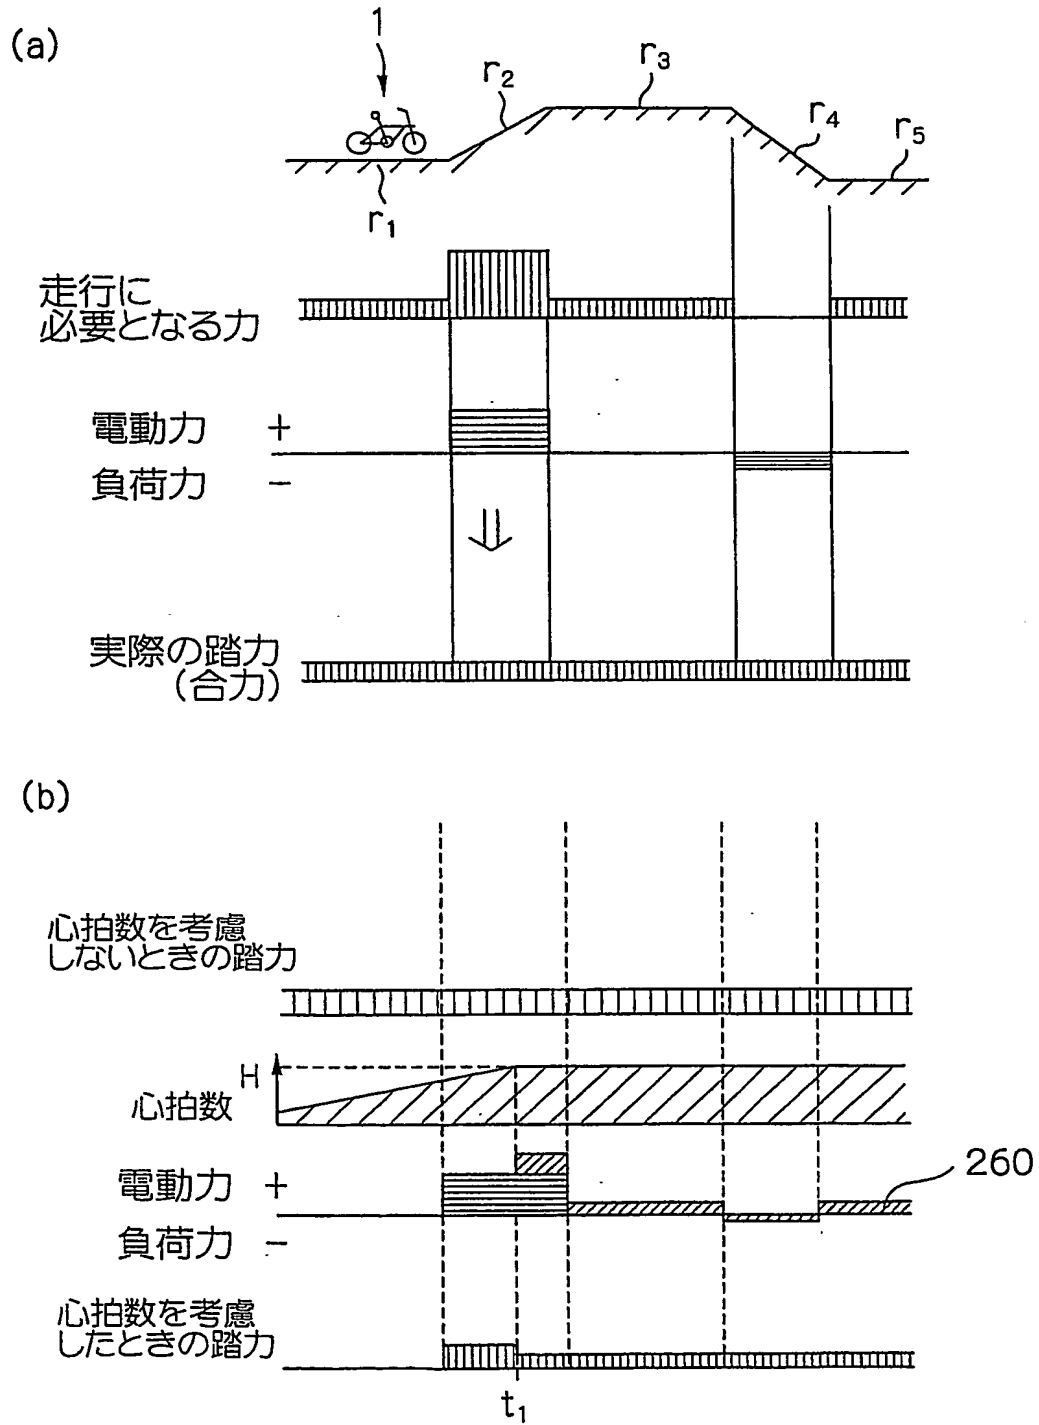 (a)
1
r1
r2
r3
r4
r5
走行に
必要となる力
電動力 +
負荷力 -
実際の踏力
(合力)
(b)
心拍数を考慮
しないときの踏力
H
心拍数
電動力 +
260
負荷力 -
心拍数を考慮
したときの踏力
t1